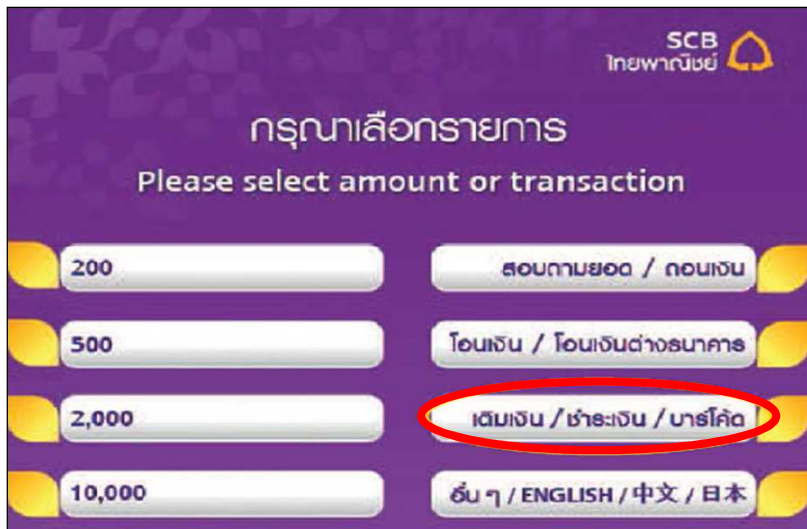 SCB
ไทยพาณิชย์
กรุณาเลือกรายการ
Please select amount or transaction
200
สอบถามยอด / ถอนเงิน
500
โอนเงิน / โอนเงินต่างธนาคาร
2,000
เติมเงิน / ชำระเงิน / บาร์โค้ด
10,000
อื่น ๆ / ENGLISH / 中文 / 日本